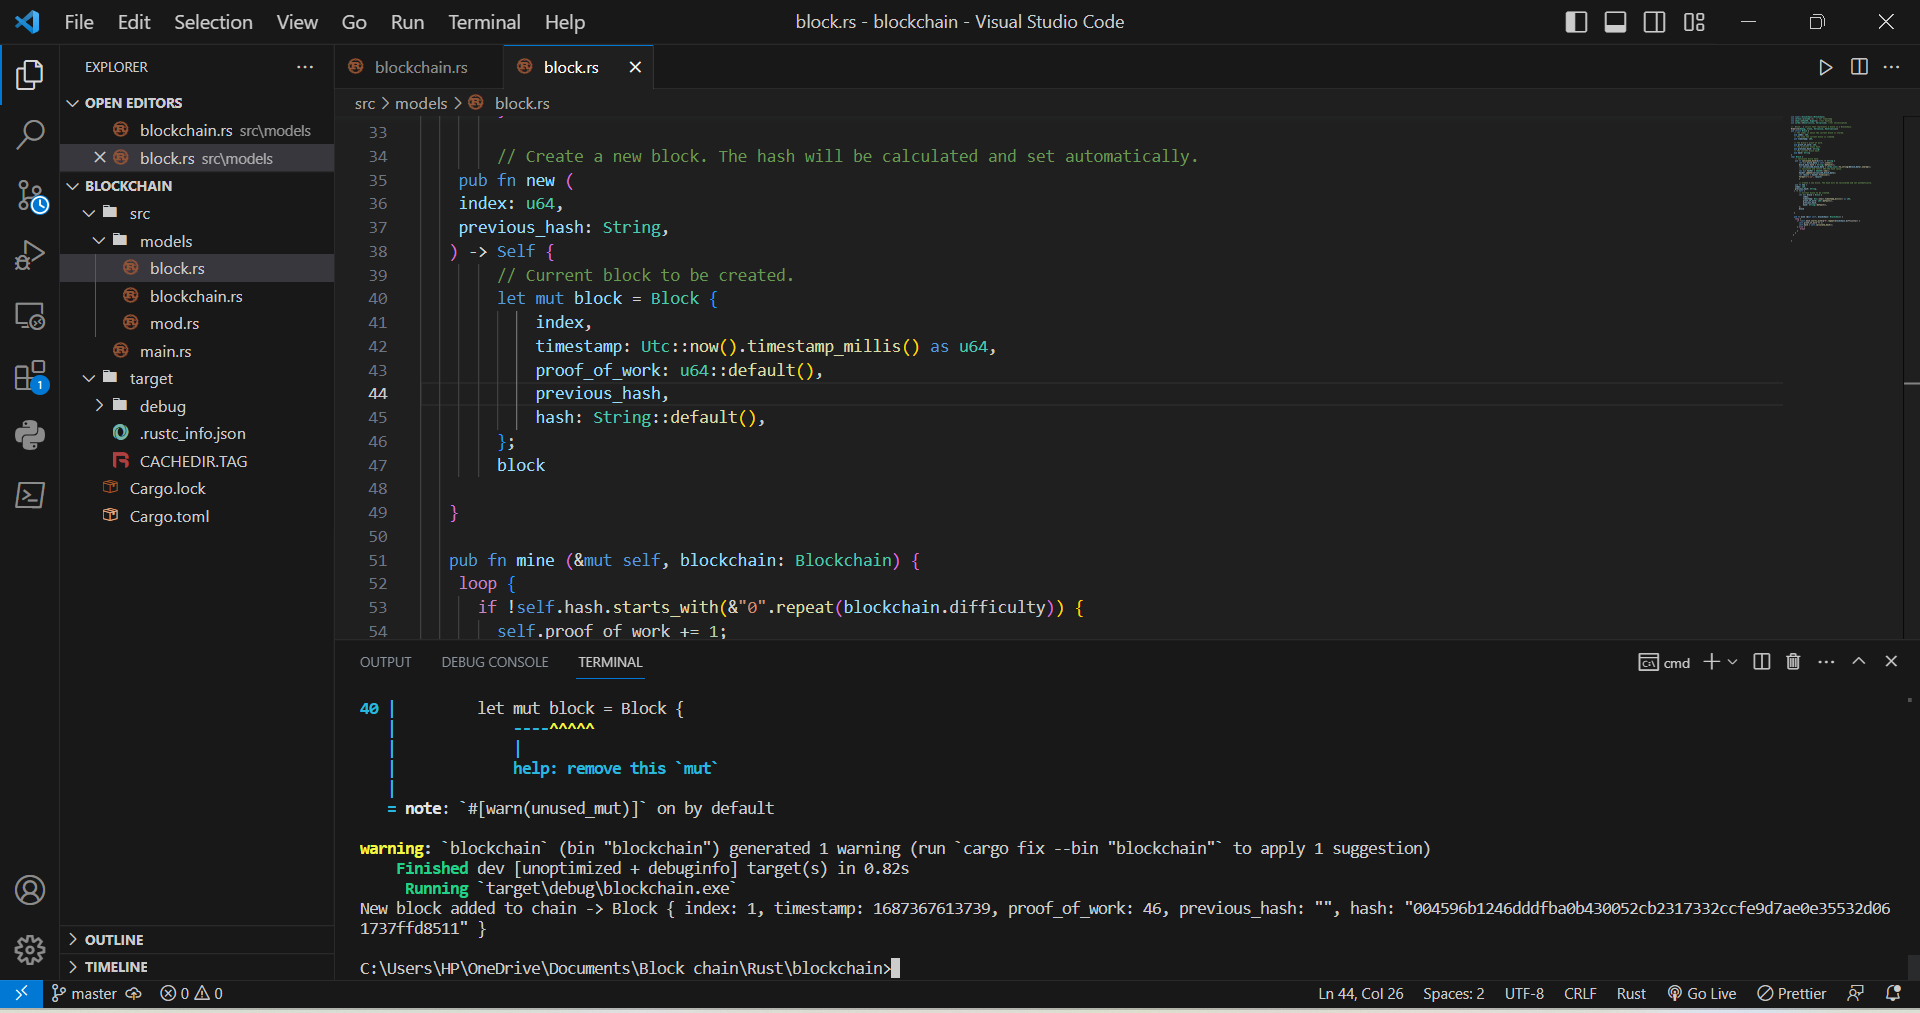 File Edit Selection View Go Run Terminal Help
block.rs - blockchain - Visual Studio Code
EXPLORER
OPEN EDITORS
blockchain.rs src\models
block.rs src\models
BLOCKCHAIN
src
models
block.rs
blockchain.rs
mod.rs
main.rs
target
debug
.rustc_info.json
CACHEDIR.TAG
Cargo.lock
Cargo.toml
OUTLINE
TIMELINE
1
blockchain.rs block.rs
src > models > block.rs
33
34 // Create a new block. The hash will be calculated and set automatically.
35 pub fn new (
36 index: u64,
37 previous_hash: String,
38 ) -> Self {
39 // Current block to be created.
40 let mut block = Block {
41 index,
42 timestamp: Utc::now().timestamp_millis() as u64,
43 proof_of_work: u64::default(),
44 previous_hash,
45 hash: String::default(),
46 };
47 block
48
49 }
50
51 pub fn mine (&mut self, blockchain: Blockchain) {
52 loop {
53 if !self.hash.starts_with(&"0".repeat(blockchain.difficulty)) {
54 self.proof_of_work += 1;
OUTPUT DEBUG CONSOLE TERMINAL
cmd
40 | let mut block = Block {
| ----^^^^^
| |
| help: remove this `mut`
|
= note: `#[warn(unused_mut)]` on by default
warning: `blockchain` (bin "blockchain") generated 1 warning (run `cargo fix --bin "blockchain"` to apply 1 suggestion)
Finished dev [unoptimized + debuginfo] target(s) in 0.82s
Running `target\debug\blockchain.exe`
New block added to chain -> Block { index: 1, timestamp: 1687367613739, proof_of_work: 46, previous_hash: "", hash: "004596b1246dddfba0b430052cb2317332ccfe9d7ae0e35532d06
1737ffd8511" }
C:\Users\HP\OneDrive\Documents\Block chain\Rust\blockchain>
master 0 0 Ln 44, Col 26 Spaces: 2 UTF-8 CRLF Rust Go Live Prettier